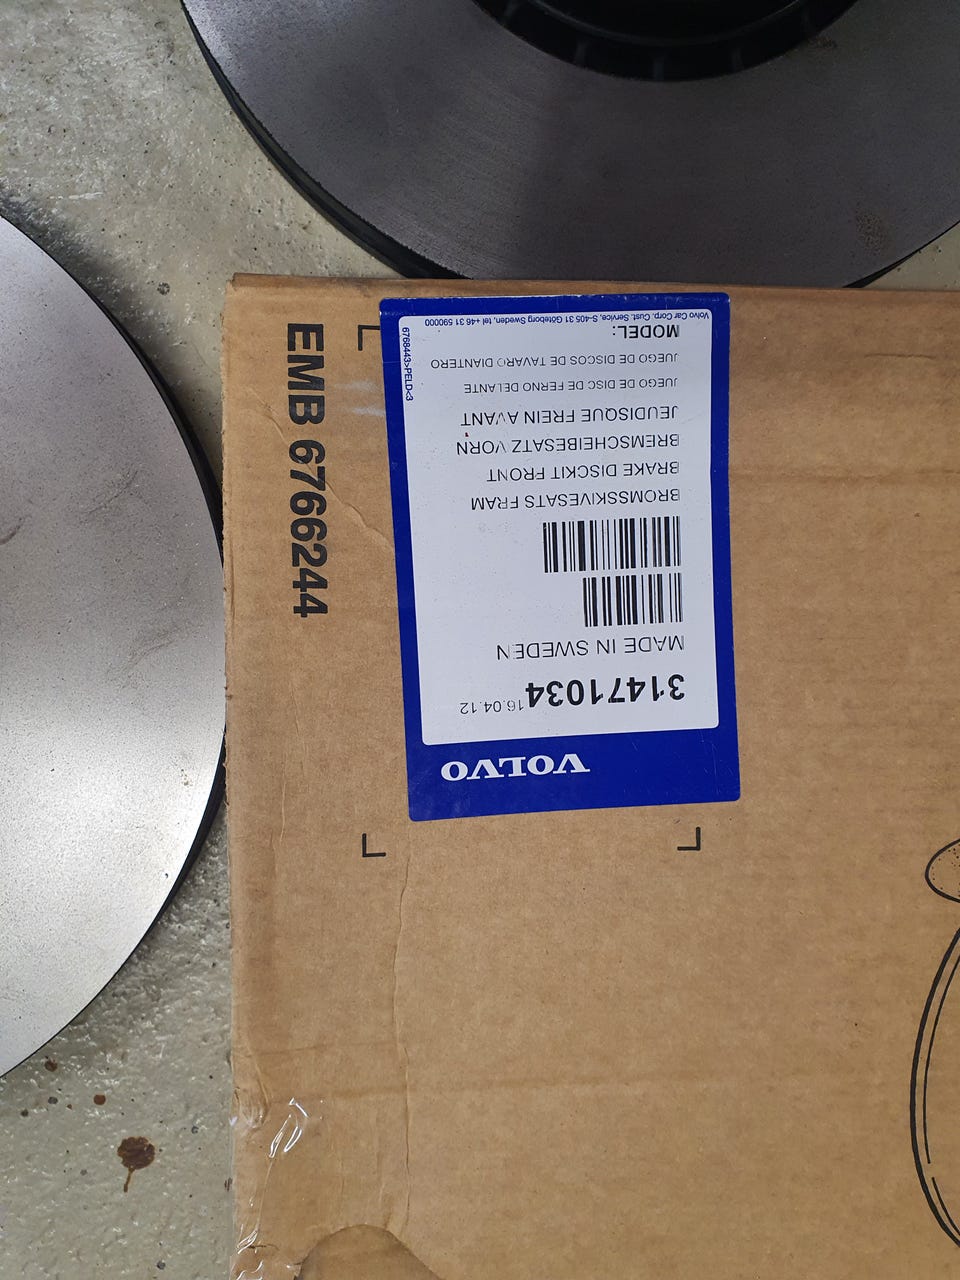 VOLVO
31471034 16.04.12
MADE IN SWEDEN
BROMSSKIVESATS FRAM
BRAKE DISCKIT FRONT
BREMSCHEIBESATZ VORN
JEUDISQUE FREIN AVANT
JUEGO DE DISC DE FERNO DELANTE
JUEGO DE DISCOS DE TAVARO DIANTERO
MODEL:
Volvo Car Corp. Cust. Service, S-405 31 Göteborg Sweden, tel +46 31 590000
6768443>PELD<3
EMB 6766244